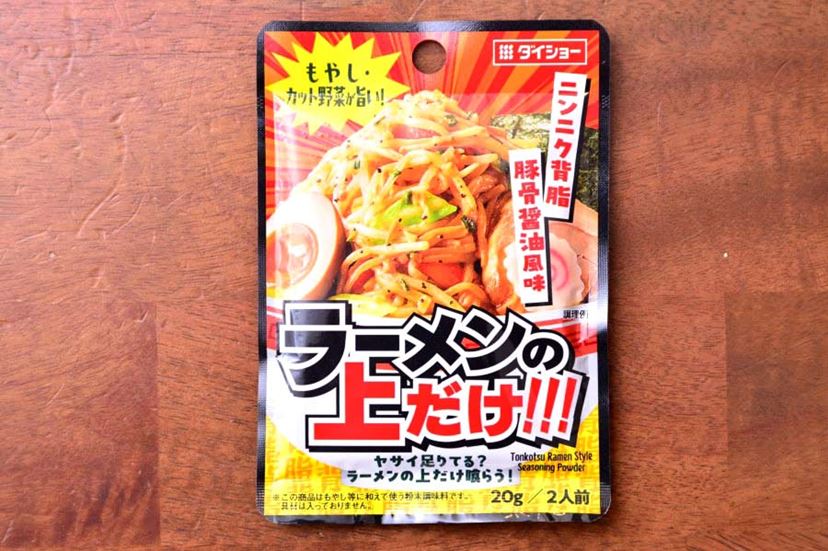 ダイショー
もやし・
カット野菜が旨い!
ニンニク背脂
豚骨醤油風味
調理例
ラーメンの
上だけ!!!
Tonkotsu Ramen Style
Seasoning Powder
ヤサイ足りてる?
ラーメンの上だけ喰らう!
※この商品はもやし等に和えて使う粉末調味料です。
具材は入っておりません。
20g/2人前